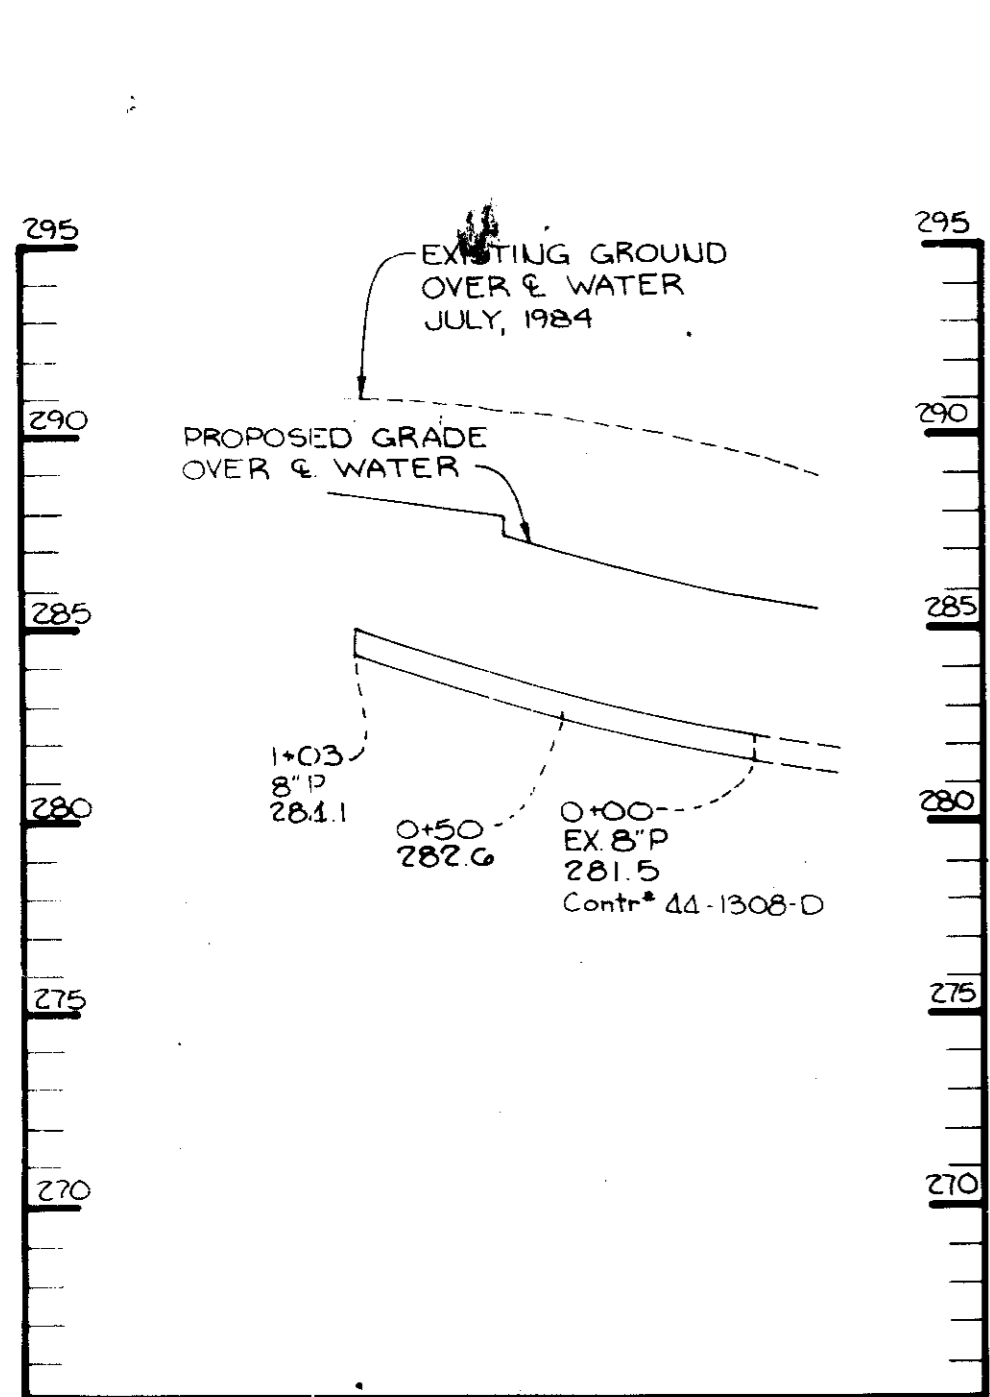 295
295
EXISTING GROUND
OVER ℄ WATER
JULY, 1984
290
290
PROPOSED GRADE
OVER ℄ WATER
285
285
1+03
8" P
284.1
280
280
0+50
282.6
0+00
EX. 8" P
281.5
Contr# 44-1308-D
275
275
270
270